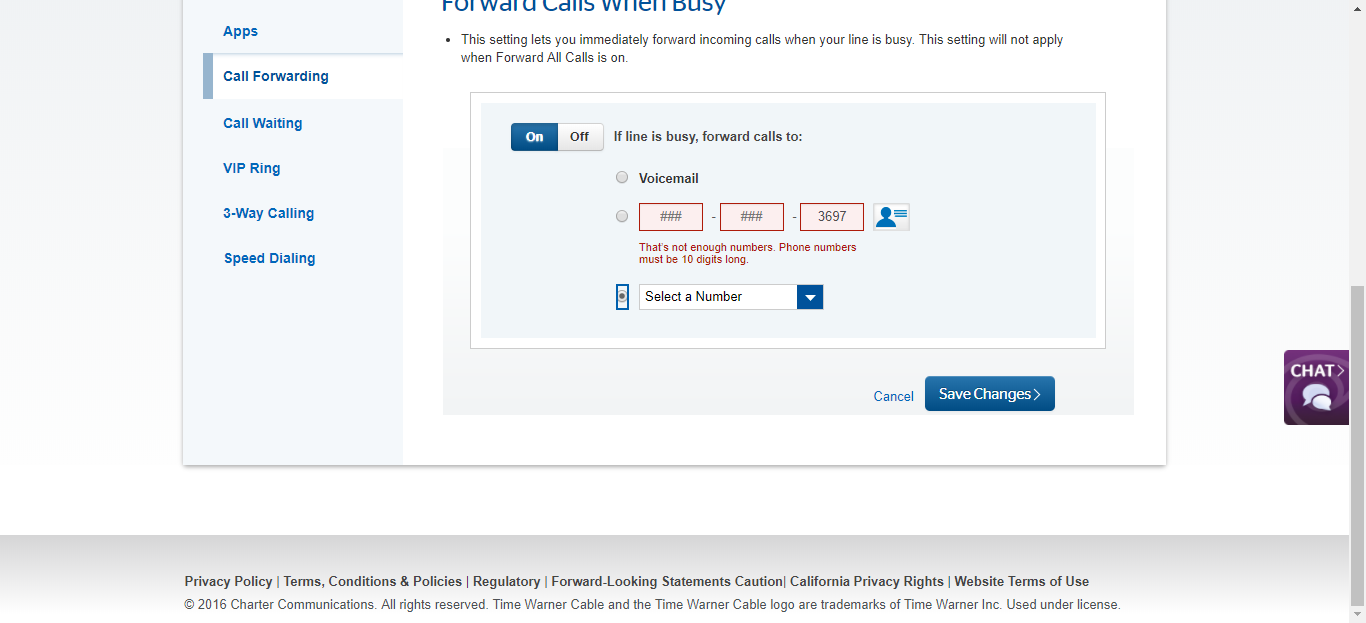 Forward Calls When Busy
Apps
• This setting lets you immediately forward incoming calls when your line is busy. This setting will not apply
when Forward All Calls is on.
Call Forwarding
Call Waiting
VIP Ring
3-Way Calling
Speed Dialing
On Off If line is busy, forward calls to:
Voicemail
### - ### - 3697
That's not enough numbers. Phone numbers
must be 10 digits long.
Select a Number
CHAT>
Cancel Save Changes>
Privacy Policy | Terms, Conditions & Policies | Regulatory | Forward-Looking Statements Caution| California Privacy Rights | Website Terms of Use
© 2016 Charter Communications. All rights reserved. Time Warner Cable and the Time Warner Cable logo are trademarks of Time Warner Inc. Used under license.